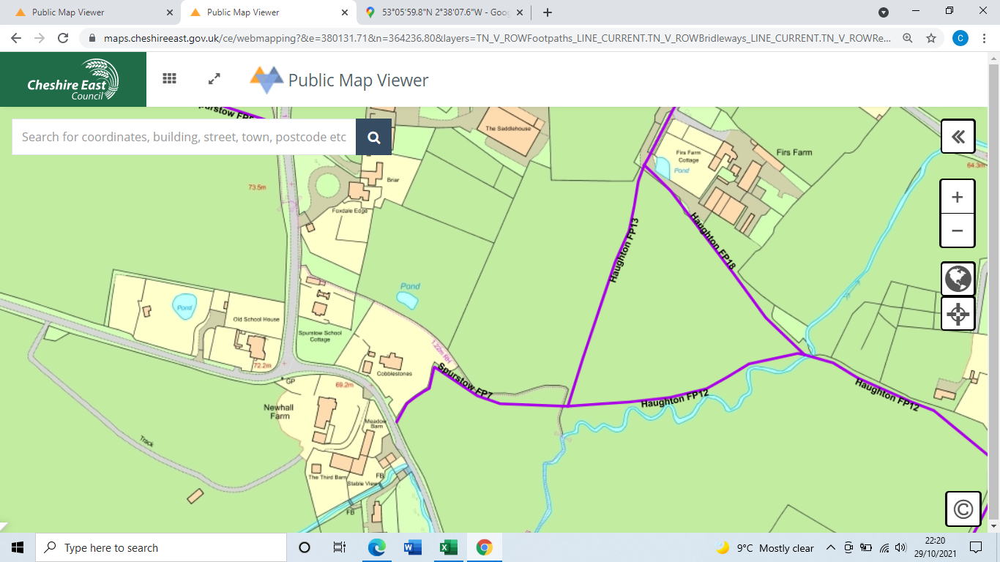 Public Map Viewer
Public Map Viewer
53°05'59.8"N 2°38'07.6"W - Goo
maps.cheshireeast.gov.uk/ce/webmapping?&e=380131.71&n=364236.80&layers=TN_V_ROWFootpaths_LINE_CURRENT.TN_V_ROWBridleways_LINE_CURRENT.TN_V_ROWRe...
C
Cheshire East
Council
Public Map Viewer
Search for coordinates, building, street, town, postcode etc
The Saddlehouse
Firs Farm
Cottage
Firs Farm
Pond
64.3m
Briar
73.5m
Foxdale Edge
Haughton FP13
Haughton FP18
Pond
Pond
Old School House
Spurstow School
Cottage
1.22m RH
72.2m
Cobblestones
Spurstow FP7
GP
69.2m
Haughton FP12
Haughton FP12
Newhall
Farm
Meadow
Barn
Track
The Third Barn
FB
Stable View
FB
©
Type here to search
9°C Mostly clear
22:20
29/10/2021